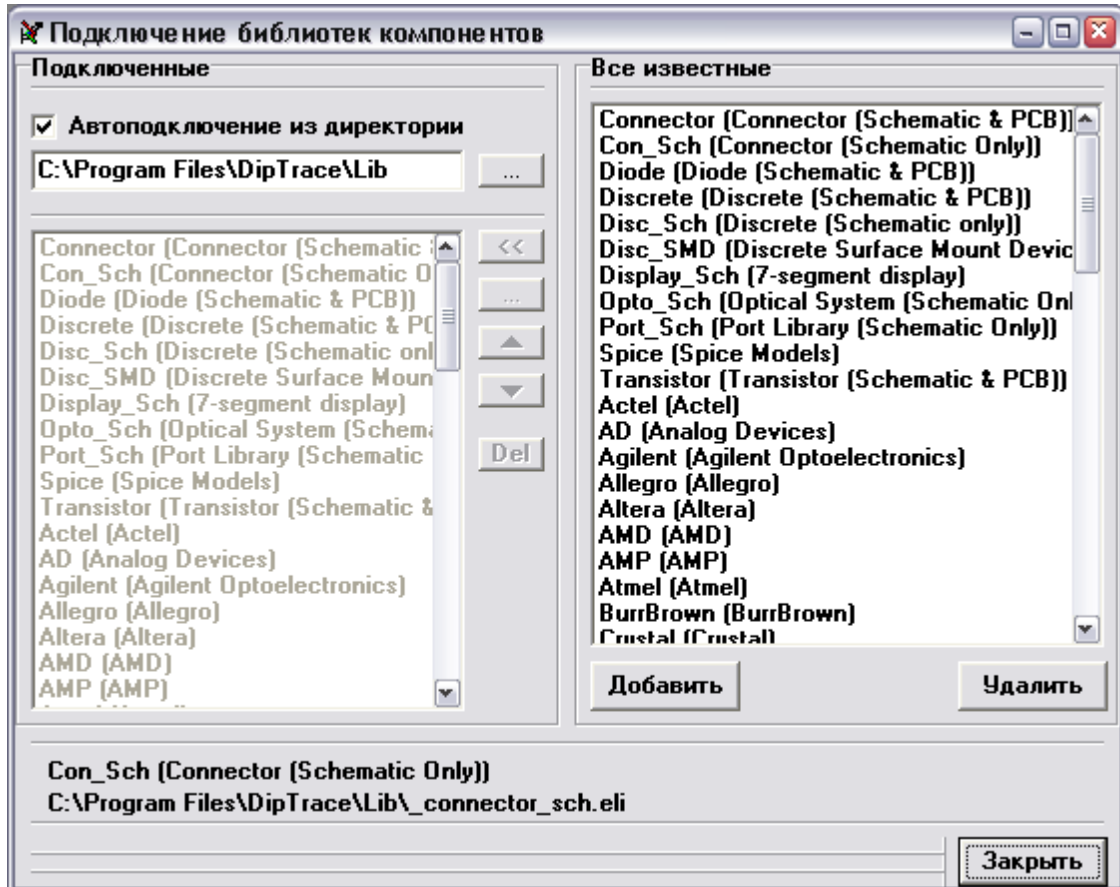 Подключение библиотек компонентов
Подключенные
Автоподключение из директории
C:\Program Files\DipTrace\Lib
...
Connector (Connector (Schematic &
Con_Sch (Connector (Schematic O
Diode (Diode (Schematic & PCB))
Discrete (Discrete (Schematic & PC
Disc_Sch (Discrete (Schematic onl
Disc_SMD (Discrete Surface Moun
Display_Sch (7-segment display)
Opto_Sch (Optical System (Schema
Port_Sch (Port Library (Schematic
Spice (Spice Models)
Transistor (Transistor (Schematic &
Actel (Actel)
AD (Analog Devices)
Agilent (Agilent Optoelectronics)
Allegro (Allegro)
Altera (Altera)
AMD (AMD)
AMP (AMP)
<<
...
Del
Все известные
Connector (Connector (Schematic & PCB))
Con_Sch (Connector (Schematic Only))
Diode (Diode (Schematic & PCB))
Discrete (Discrete (Schematic & PCB))
Disc_Sch (Discrete (Schematic only))
Disc_SMD (Discrete Surface Mount Devic
Display_Sch (7-segment display)
Opto_Sch (Optical System (Schematic Onl
Port_Sch (Port Library (Schematic Only))
Spice (Spice Models)
Transistor (Transistor (Schematic & PCB))
Actel (Actel)
AD (Analog Devices)
Agilent (Agilent Optoelectronics)
Allegro (Allegro)
Altera (Altera)
AMD (AMD)
AMP (AMP)
Atmel (Atmel)
BurrBrown (BurrBrown)
Crystal (Crystal)
Добавить
Удалить
Con_Sch (Connector (Schematic Only))
C:\Program Files\DipTrace\Lib\_connector_sch.eli
Закрыть